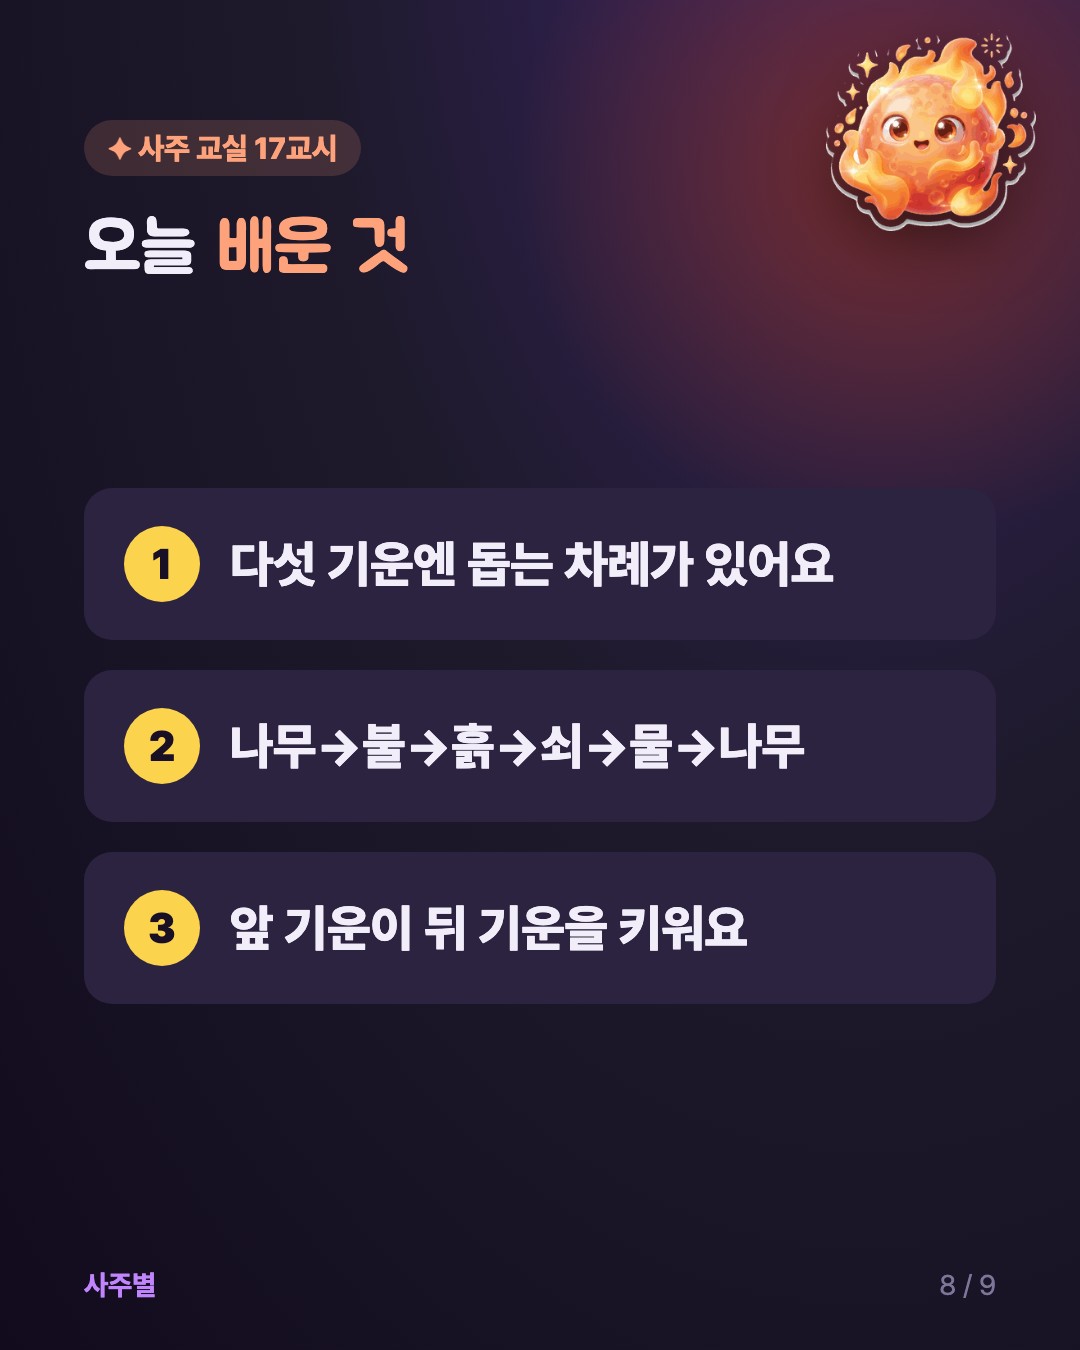 ✦ 사주 교실 17교시
오늘 배운 것
1 다섯 기운엔 돕는 차례가 있어요
2 나무→불→흙→쇠→물→나무
3 앞 기운이 뒤 기운을 키워요
사주별
8 / 9